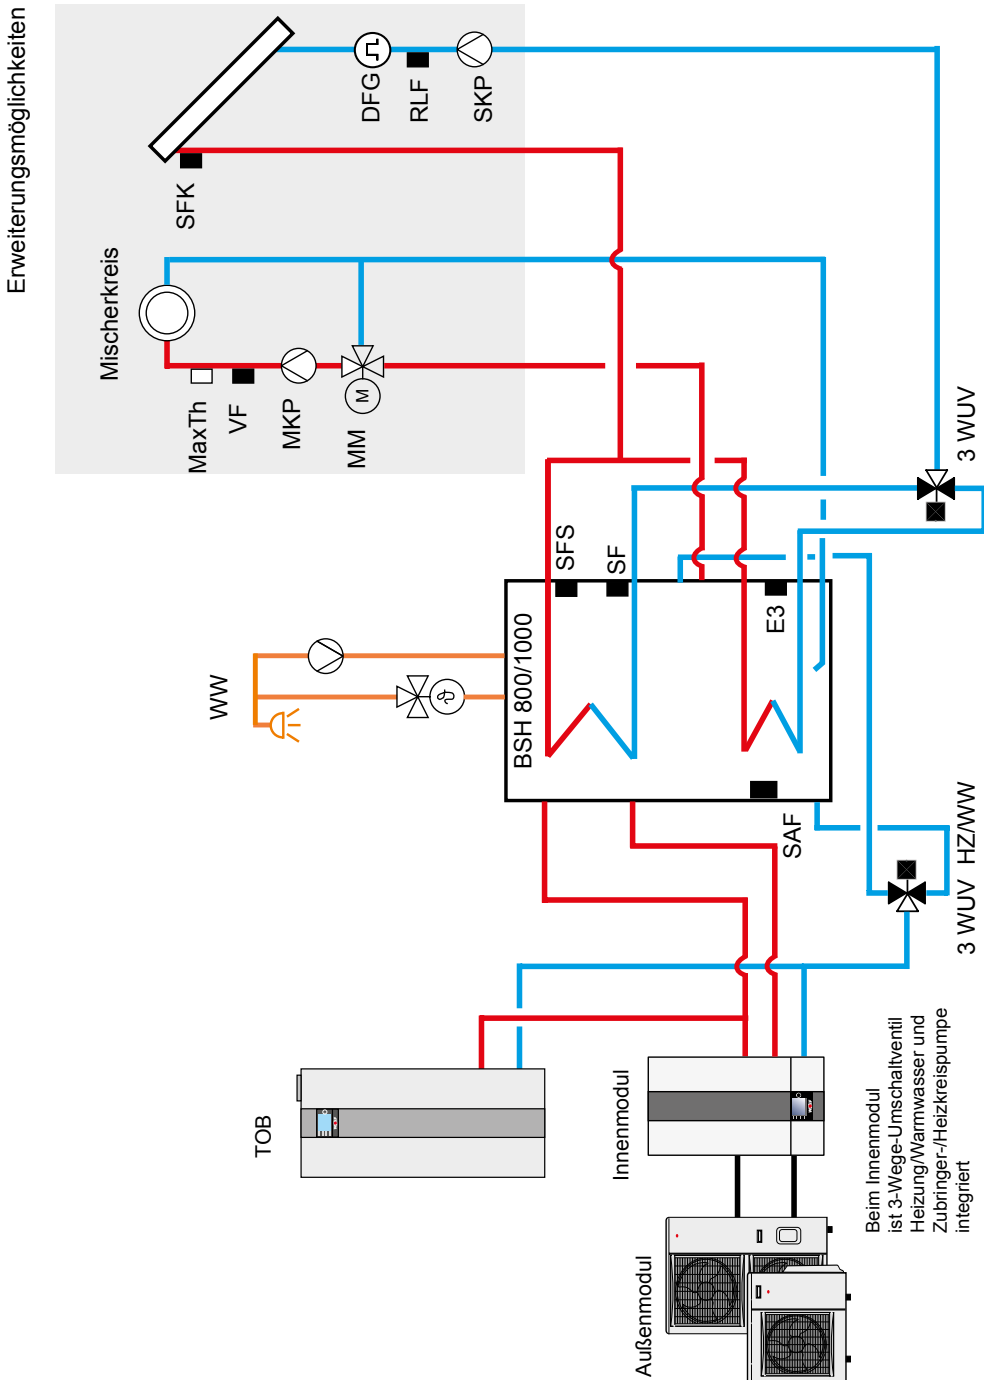 Erweiterungsmöglichkeiten
DFG
RLF
SKP
SFK
Mischerkreis
MaxTh
VF
MKP
MM
M
3 WUV
SFS
SF
E3
BSH 800/1000
WW
SAF
3 WUV HZ/WW
TOB
Innenmodul
Außenmodul
Beim Innenmodul
ist 3-Wege-Umschaltventil
Heizung/Warmwasser und
Zubringer-/Heizkreispumpe
integriert